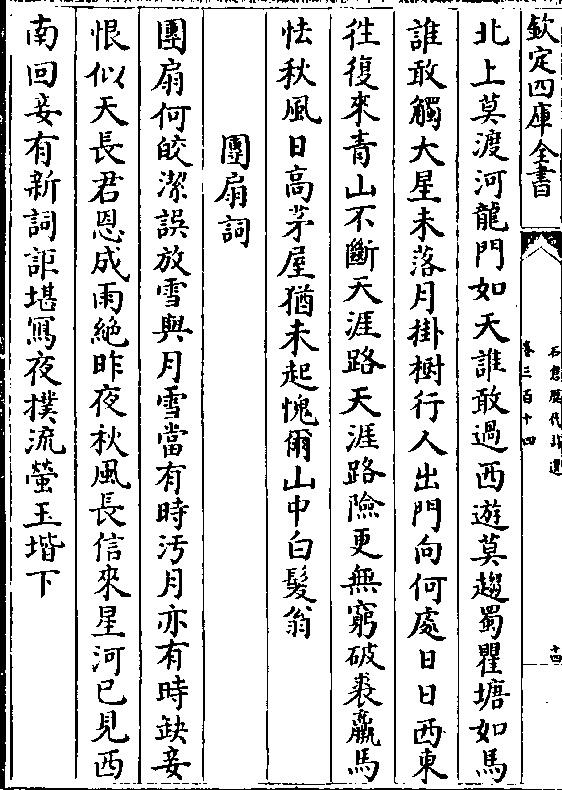 欽定四庫全書
石倉歷代詩選
卷三百十四
十四
北上莫渡河龍門如天誰敢過西遊莫趨蜀瞿塘如馬
誰敢觸大星未落月掛樹行人出門向何處日日西東
徃復來青山不斷天涯路天涯路險更無窮破裘羸馬
怯秋風日高茅屋猶未起愧爾山中白髮翁
團扇詞
團扇何皎潔誤放雪與月雪當有時汚月亦有時缺妾
恨似天長君恩成雨絶昨夜秋風長信來星河已見西
南回妾有新詞詎堪寫夜撲流螢玉堦下